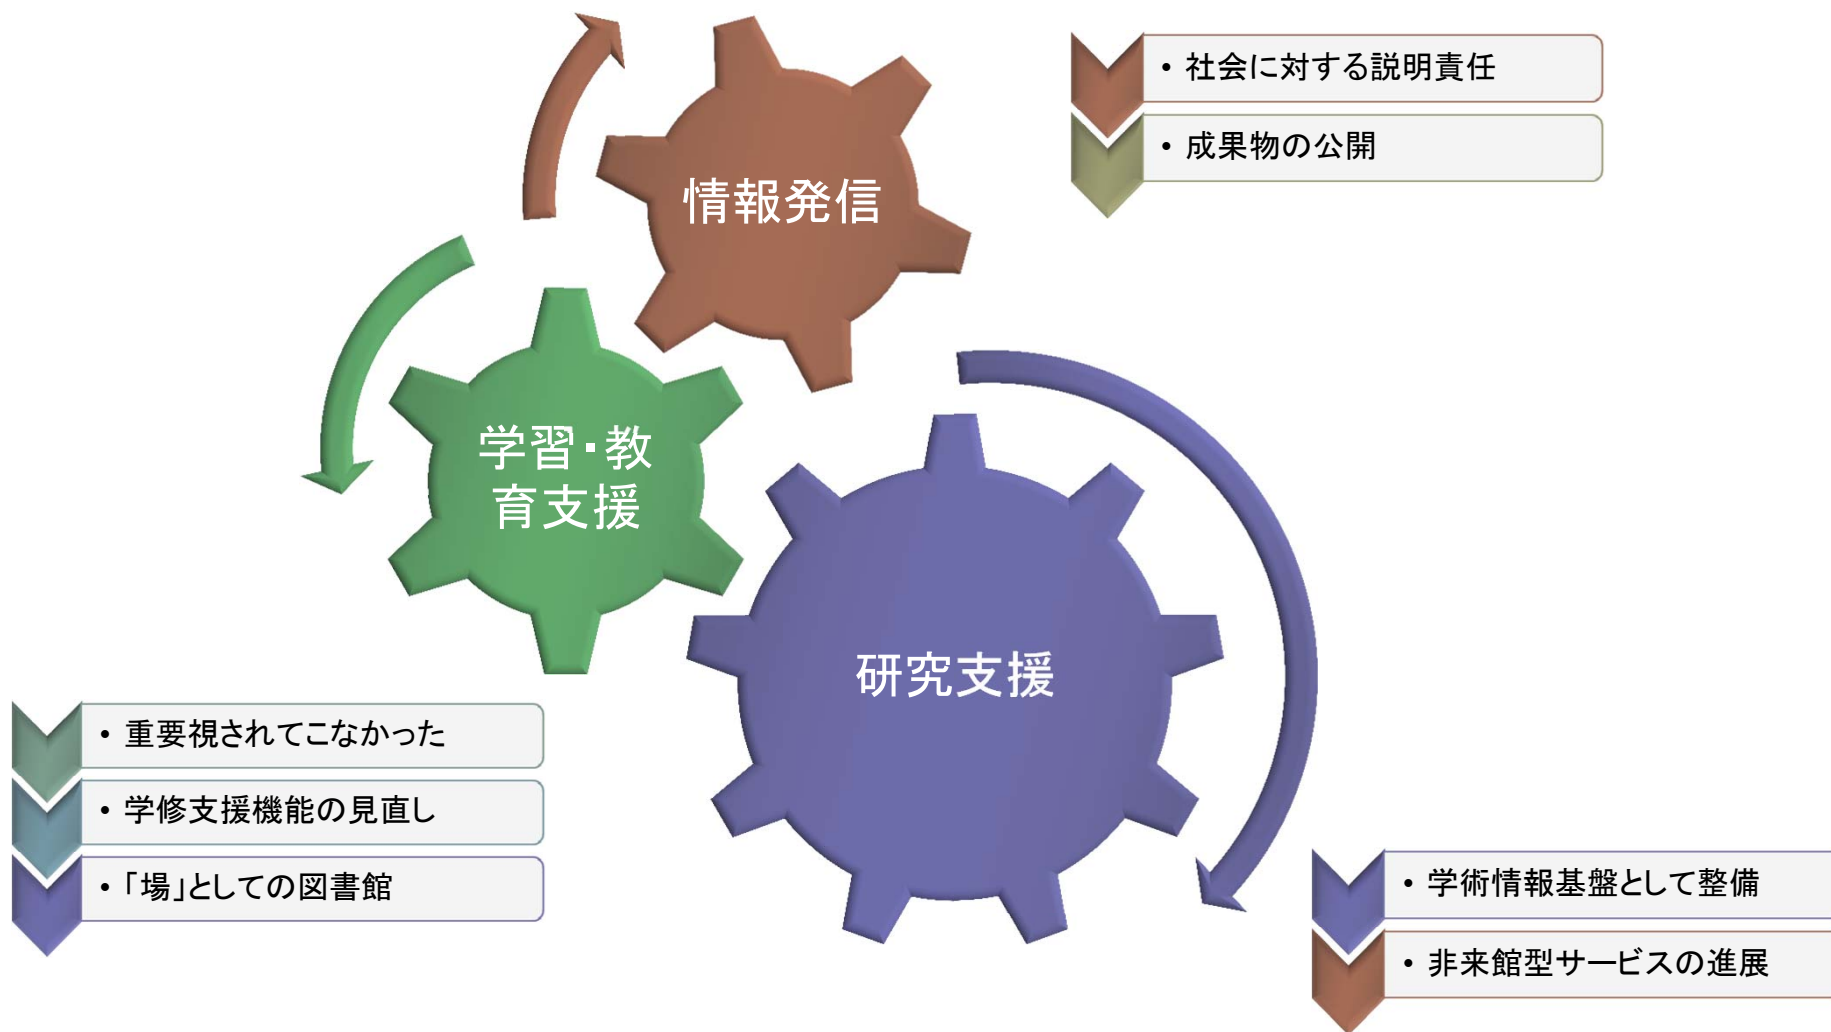 情報発信
• 社会に対する説明責任
• 成果物の公開
学習・教
育支援
• 重要視されてこなかった
• 学修支援機能の見直し
• 「場」としての図書館
研究支援
• 学術情報基盤として整備
• 非来館型サービスの進展